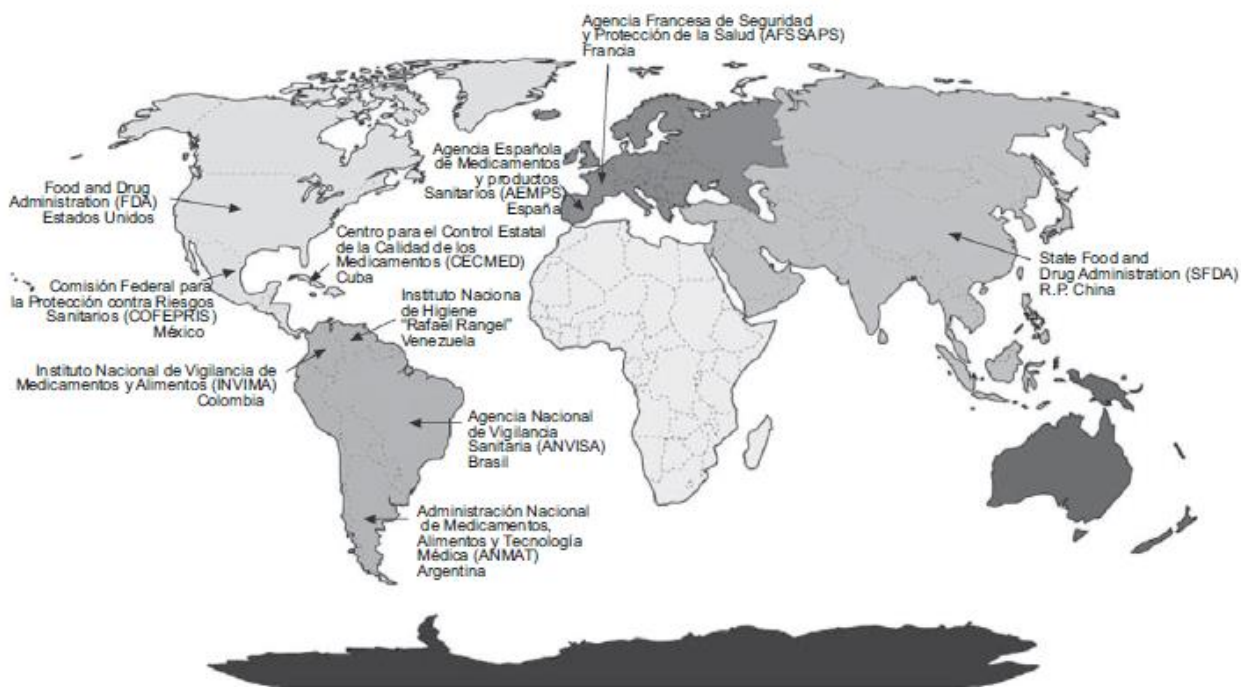 Agencia Francesa de Seguridad
y Protección de la Salud (AFSSAPS)
Francia
Agencia Española
de Medicamentos
y productos
Sanitarios (AEMPS)
España
Food and Drug
Administration (FDA)
Estados Unidos
Centro para el Control Estatal
de la Calidad de los
Medicamentos (CECMED)
Cuba
State Food and
Drug Administration (SFDA)
R.P. China
Comisión Federal para
la Protección contra Riesgos
Sanitarios (COFEPRIS)
México
Instituto Naciona
de Higiene
"Rafael Rangel"
Venezuela
Instituto Nacional de Vigilancia de
Medicamentos y Alimentos (INVIMA)
Colombia
Agencia Nacional
de Vigilancia
Sanitaria (ANVISA)
Brasil
Administración Nacional
de Medicamentos,
Alimentos y Tecnología
Médica (ANMAT)
Argentina